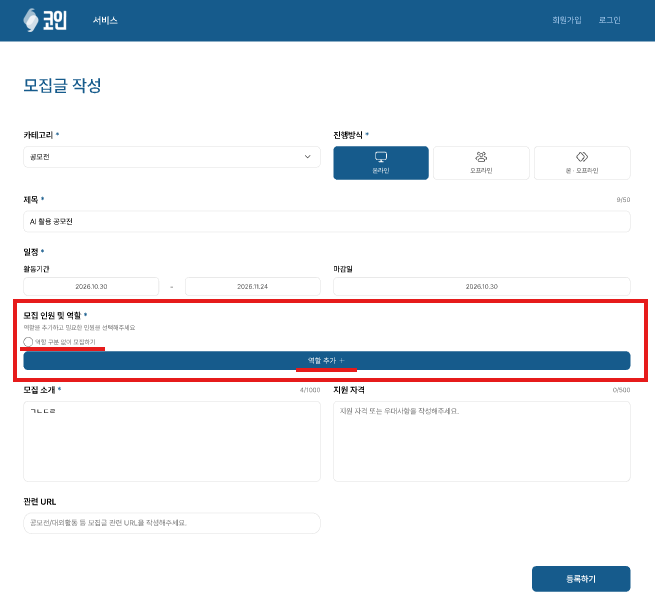 코인 서비스 회원가입 로그인
모집글 작성
카테고리 * 진행방식 *
공모전
온라인 오프라인 온 · 오프라인
제목 * 9/50
AI 활용 공모전
일정 *
활동기간 마감일
2026.10.30 - 2026.11.24 2026.10.30
모집 인원 및 역할 *
역할을 추가하고 필요한 인원을 선택해주세요
역할 구분 없이 모집하기
역할 추가 +
모집 소개 * 4/1000 지원 자격 0/500
ㄱㄴㄷㄹ 지원 자격 또는 우대사항을 작성해주세요.
관련 URL
공모전/대외활동 등 모집글 관련 URL을 작성해주세요.
등록하기